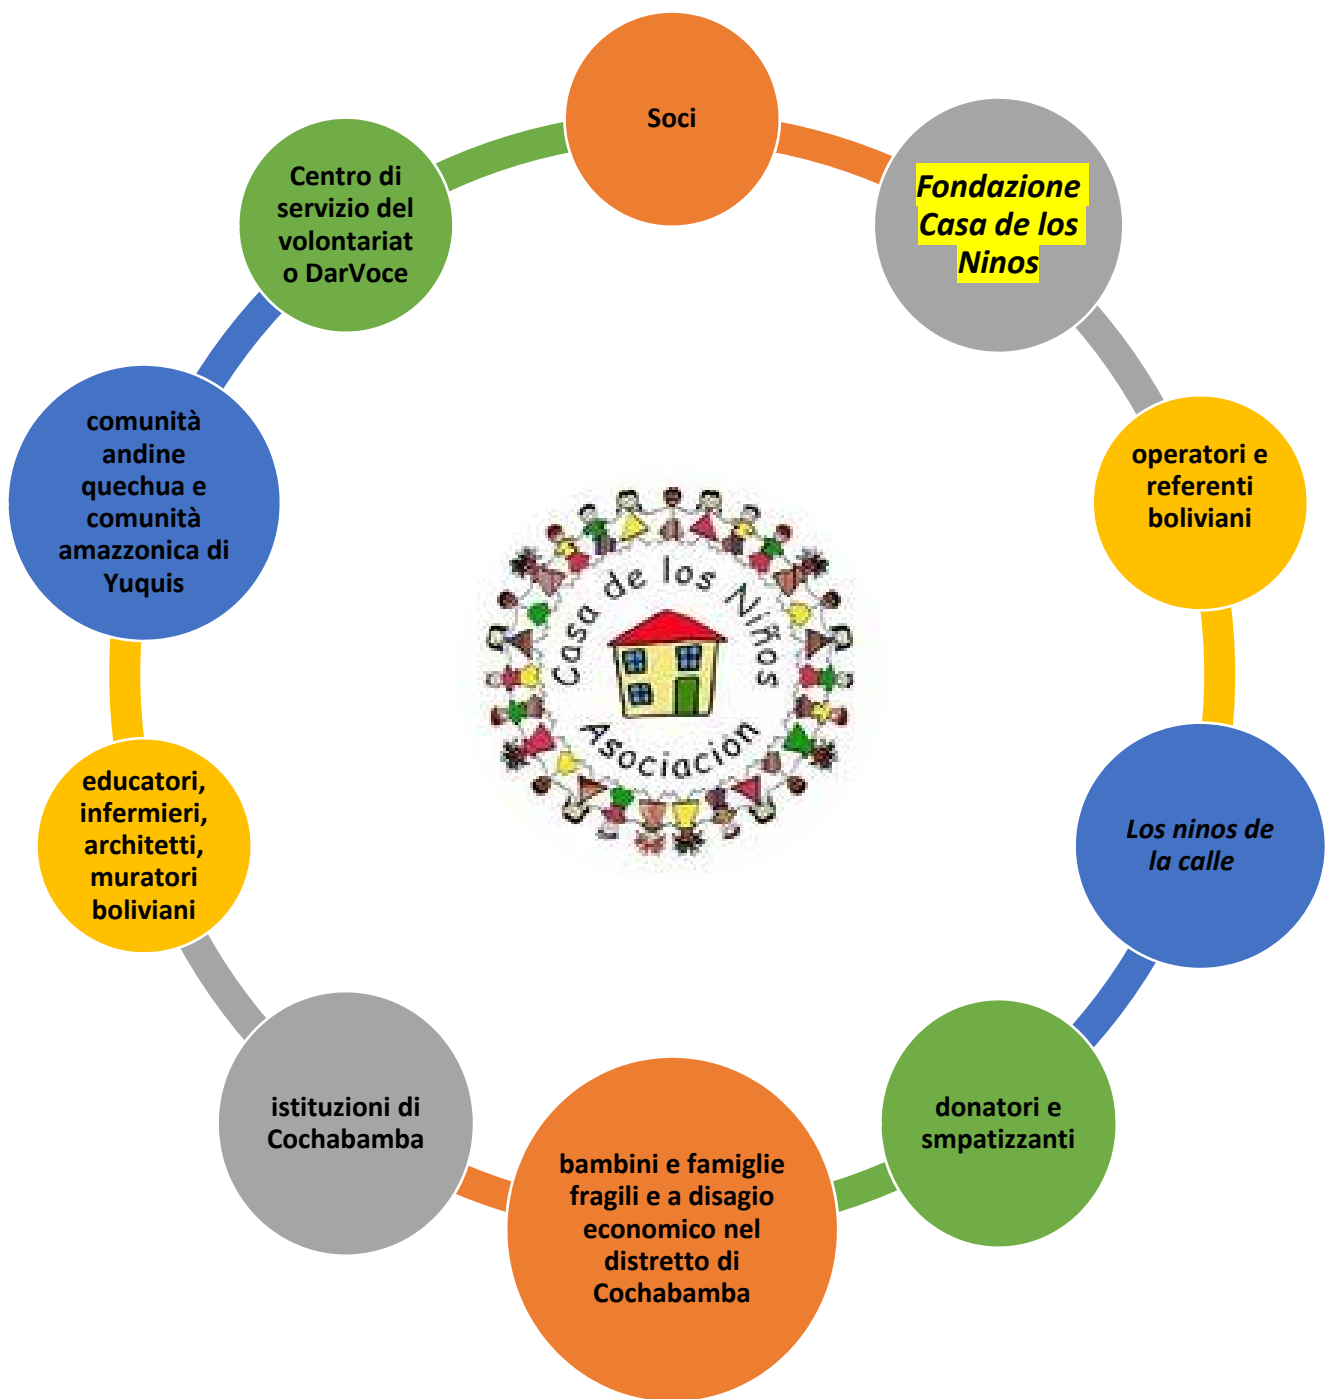 Soci
Fondazione
Casa de los
Ninos
operatori e
referenti
boliviani
Los ninos de
la calle
donatori e
smpatizzanti
bambini e famiglie
fragili e a disagio
economico nel
distretto di
Cochabamba
istituzioni di
Cochabamba
educatori,
infermieri,
architetti,
muratori
boliviani
comunità
andine
quechua e
comunità
amazzonica di
Yuquis
Centro di
servizio del
volontariat
o DarVoce
Casa de los Niños
Asociacion